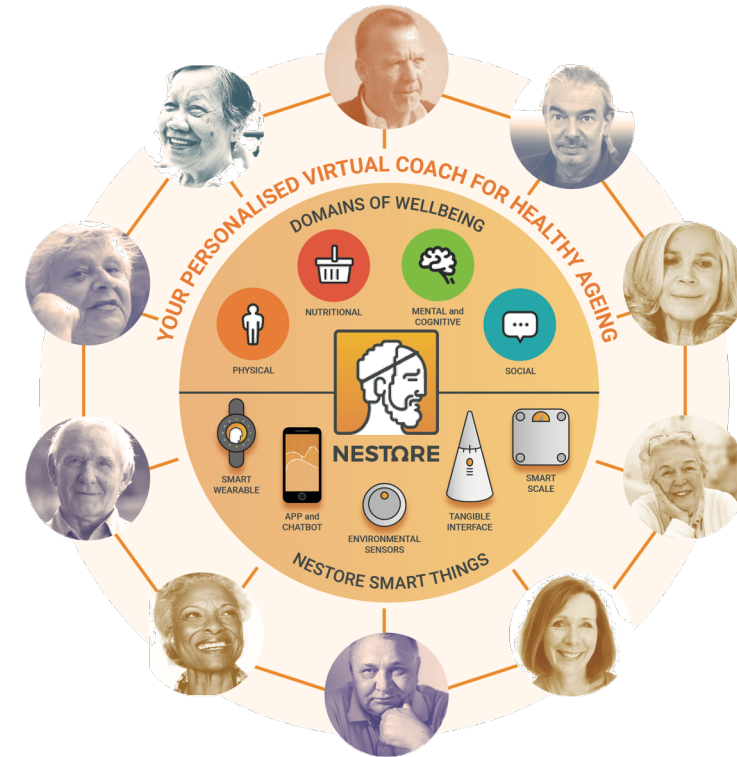 YOUR PERSONALISED VIRTUAL COACH FOR HEALTHY AGEING
DOMAINS OF WELLBEING
NUTRITIONAL
MENTAL and
COGNITIVE
PHYSICAL
SOCIAL
NESTORE
SMART
WEARABLE
APP and
CHATBOT
ENVIRONMENTAL
SENSORS
TANGIBLE
INTERFACE
SMART
SCALE
NESTORE SMART THINGS